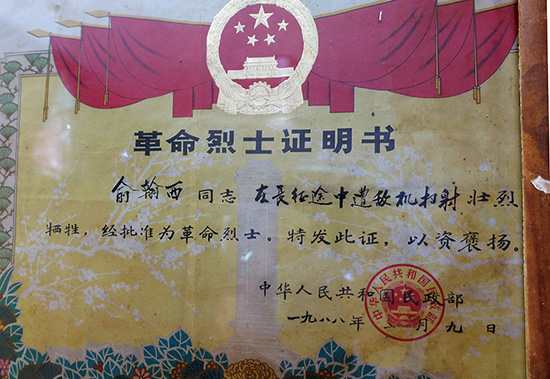 革命烈士证明书
俞翰西 同志 在长征途中遭敌机扫射 壮烈
牺牲，经批准为革命烈士。特发此证，以资褒扬。
中华人民共和国民政部
一九八八年 月九日